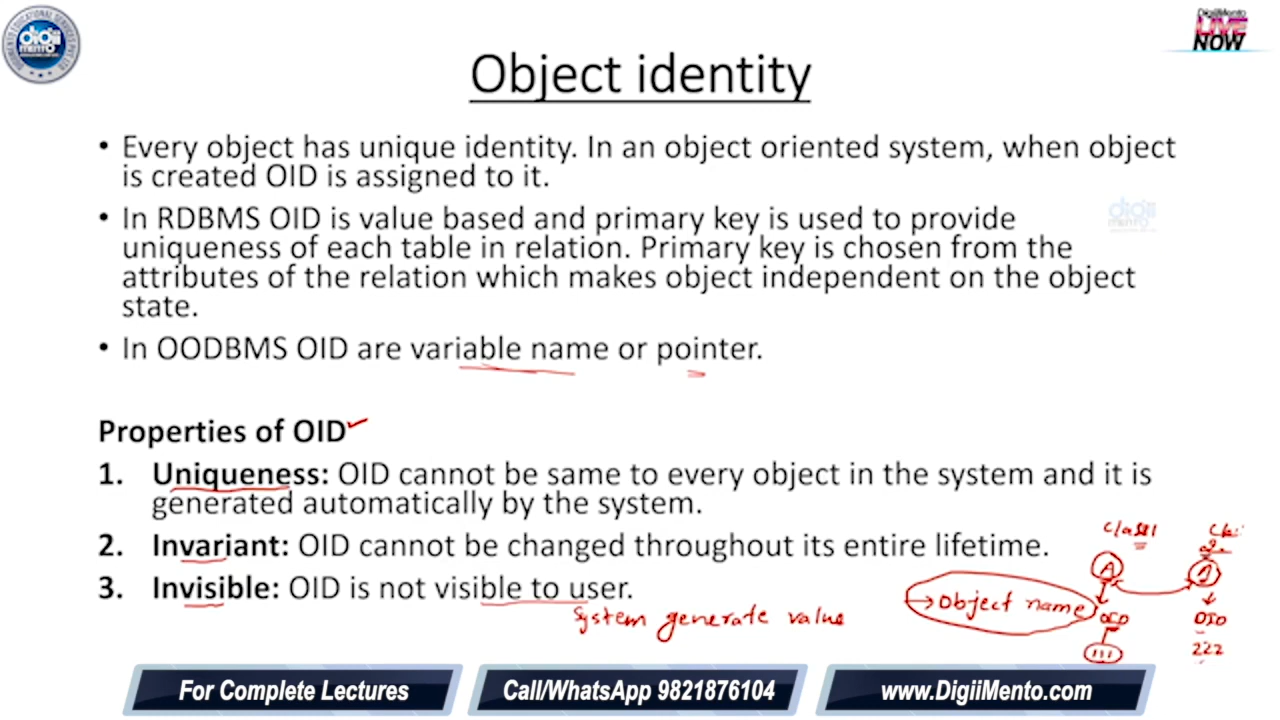 DigiiMento
LIVE
NOW
digii
mento
Object identity
• Every object has unique identity. In an object oriented system, when object
is created OID is assigned to it.
• In RDBMS OID is value based and primary key is used to provide
uniqueness of each table in relation. Primary key is chosen from the
attributes of the relation which makes object independent on the object
state.
digii
mento
• In OODBMS OID are variable name or pointer.
Properties of OID
1. Uniqueness: OID cannot be same to every object in the system and it is
generated automatically by the system.
2. Invariant: OID cannot be changed throughout its entire lifetime.
3. Invisible: OID is not visible to user.
System generate value
Object name
class1
A
111
OID
222
For Complete Lectures
Call/WhatsApp 9821876104
www.DigiiMento.com